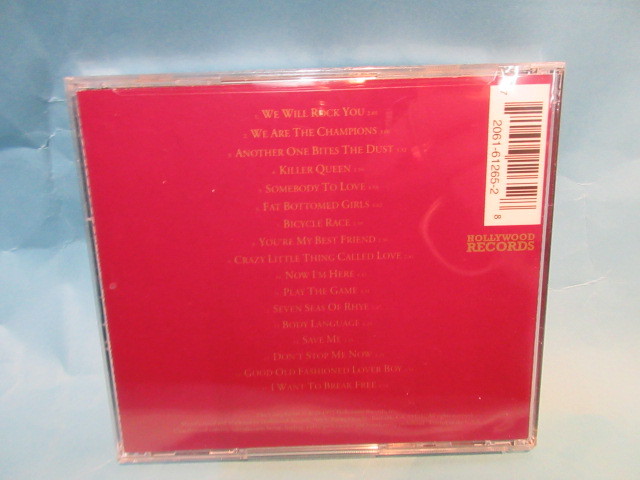 WE WILL ROCK YOU
WE ARE THE CHAMPIONS
ANOTHER ONE BITES THE DUST
KILLER QUEEN
SOMEBODY TO LOVE
FAT BOTTOMED GIRLS
BICYCLE RACE
YOU'RE MY BEST FRIEND
CRAZY LITTLE THING CALLED LOVE
NOW I'M HERE
PLAY THE GAME
SEVEN SEAS OF RHYE
BODY LANGUAGE
SAVE ME
DON'T STOP ME NOW
GOOD OLD FASHIONED LOVER BOY
I WANT TO BREAK FREE
7 2061-61265-2 8
HOLLYWOOD
RECORDS